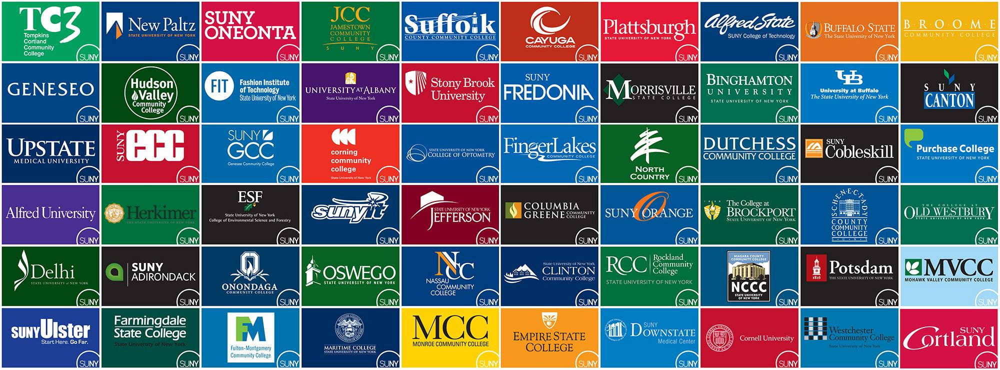 TC3
Tompkins
Cortland
Community
College
SUNY
New Paltz
STATE UNIVERSITY OF NEW YORK
SUNY
SUNY
ONEONTA
SUNY
JCC
JAMESTOWN
COMMUNITY
COLLEGE
SUNY
SUNY
Suffolk
COUNTY COMMUNITY COLLEGE
SUNY
CAYUGA
COMMUNITY COLLEGE
SUNY
Plattsburgh
STATE UNIVERSITY OF NEW YORK
SUNY
Alfred State
SUNY College of Technology
SUNY
BUFFALO STATE
The State University of New York
SUNY
B·R·O·O·M·E
COMMUNITY COLLEGE
SUNY
GENESEO
SUNY
Hudson
Valley
Community
College
SUNY
FIT
Fashion Institute
of Technology
State University of New York
SUNY
UNIVERSITY AT ALBANY
State University of New York
SUNY
Stony Brook
University
SUNY
SUNY
FREDONIA
SUNY
MORRISVILLE
STATE COLLEGE
SUNY
BINGHAMTON
UNIVERSITY
STATE UNIVERSITY OF NEW YORK
SUNY
UB
University at Buffalo
The State University of New York
SUNY
SUNY
CANTON
SUNY
UPSTATE
MEDICAL UNIVERSITY
SUNY
SUNY
ecc
SUNY
SUNY
GCC
Genesee Community College
SUNY
corning
community
college
State University of New York
SUNY
STATE UNIVERSITY OF NEW YORK
COLLEGE OF OPTOMETRY
SUNY
FingerLakes
COMMUNITY COLLEGE
SUNY
NORTH
COUNTRY
SUNY
DUTCHESS
COMMUNITY COLLEGE
SUNY
SUNY
Cobleskill
SUNY
Purchase College
STATE UNIVERSITY OF NEW YORK
SUNY
Alfred University
SUNY
Herkimer
THE STATE UNIVERSITY OF NEW YORK
SUNY
ESF
State University of New York
College of Environmental Science and Forestry
SUNY
sunyit
SUNY
STATE UNIVERSITY OF NEW YORK
JEFFERSON
SUNY
COLUMBIA
GREENE COMMUNITY
COLLEGE
SUNY
SUNY ORANGE
SUNY
The College at
BROCKPORT
STATE UNIVERSITY OF NEW YORK
SUNY
SCHENECTADY
COUNTY
COMMUNITY
COLLEGE
S·U·N·Y
SUNY
THE COLLEGE AT
OLD WESTBURY
STATE UNIVERSITY OF NEW YORK
SUNY
Delhi
STATE UNIVERSITY of NEW YORK
SUNY
SUNY
ADIRONDACK
SUNY
ONONDAGA
COMMUNITY COLLEGE
SUNY
OSWEGO
STATE UNIVERSITY OF NEW YORK
SUNY
NCC
NASSAU
COMMUNITY
COLLEGE
SUNY
State University of New York
CLINTON
Community College
SUNY
RCC
Rockland
Community
College
STATE UNIVERSITY OF NEW YORK
SUNY
NIAGARA COUNTY
COMMUNITY COLLEGE
NCCC
STATE UNIVERSITY
OF NEW YORK
SUNY
1816
Potsdam
THE STATE UNIVERSITY OF NEW YORK
SUNY
MVCC
MOHAWK VALLEY COMMUNITY COLLEGE
SUNY
SUNY Ulster
Start Here. Go Far.
SUNY
Farmingdale
State College
State University of New York
SUNY
FM
Fulton-Montgomery
Community College
SUNY
MARITIME COLLEGE
STATE UNIVERSITY OF NEW YORK
SUNY
MCC
MONROE COMMUNITY COLLEGE
SUNY
EMPIRE STATE
COLLEGE
SUNY
SUNY
DOWNSTATE
Medical Center
SUNY
Cornell University
SUNY
Westchester
Community College
State University of New York
SUNY
SUNY
Cortland
SUNY